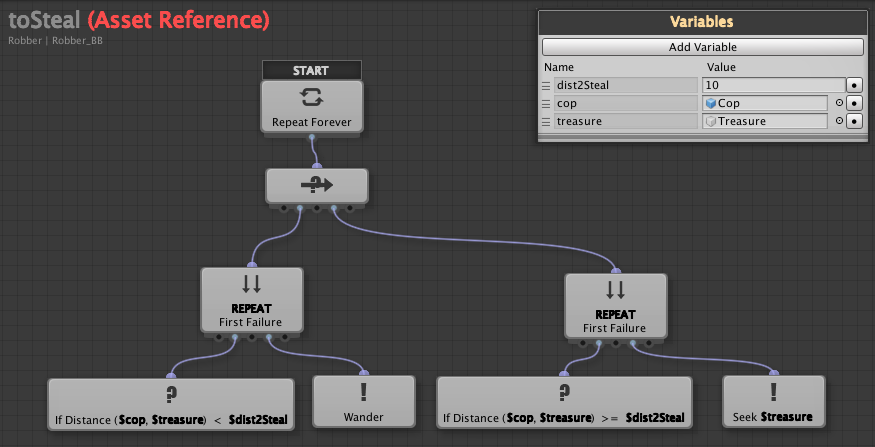 toSteal (Asset Reference)
Robber | Robber_BB
Variables
Add Variable
Name Value
dist2Steal 10
cop Cop
treasure Treasure
START
Repeat Forever
?
REPEAT
First Failure
REPEAT
First Failure
?
If Distance ($cop, $treasure) < $dist2Steal
!
Wander
?
If Distance ($cop, $treasure) >= $dist2Steal
!
Seek $treasure